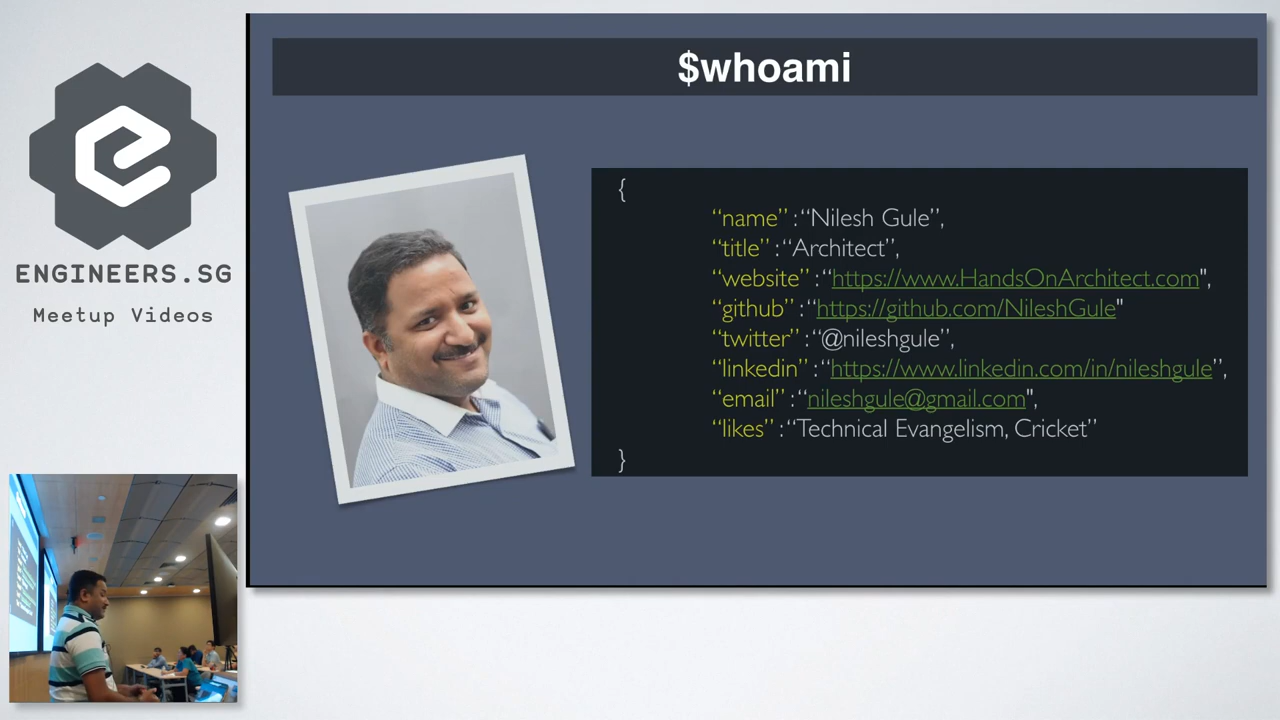 ENGINEERS.SG
Meetup Videos
$whoami
{
“name” :“Nilesh Gule”,
“title” :“Architect”,
“website” :“https://www.HandsOnArchitect.com",
“github” :“https://github.com/NileshGule"
“twitter” :“@nileshgule”,
“linkedin” :“https://www.linkedin.com/in/nileshgule”,
“email” :“nileshgule@gmail.com",
“likes” :“Technical Evangelism, Cricket”
}